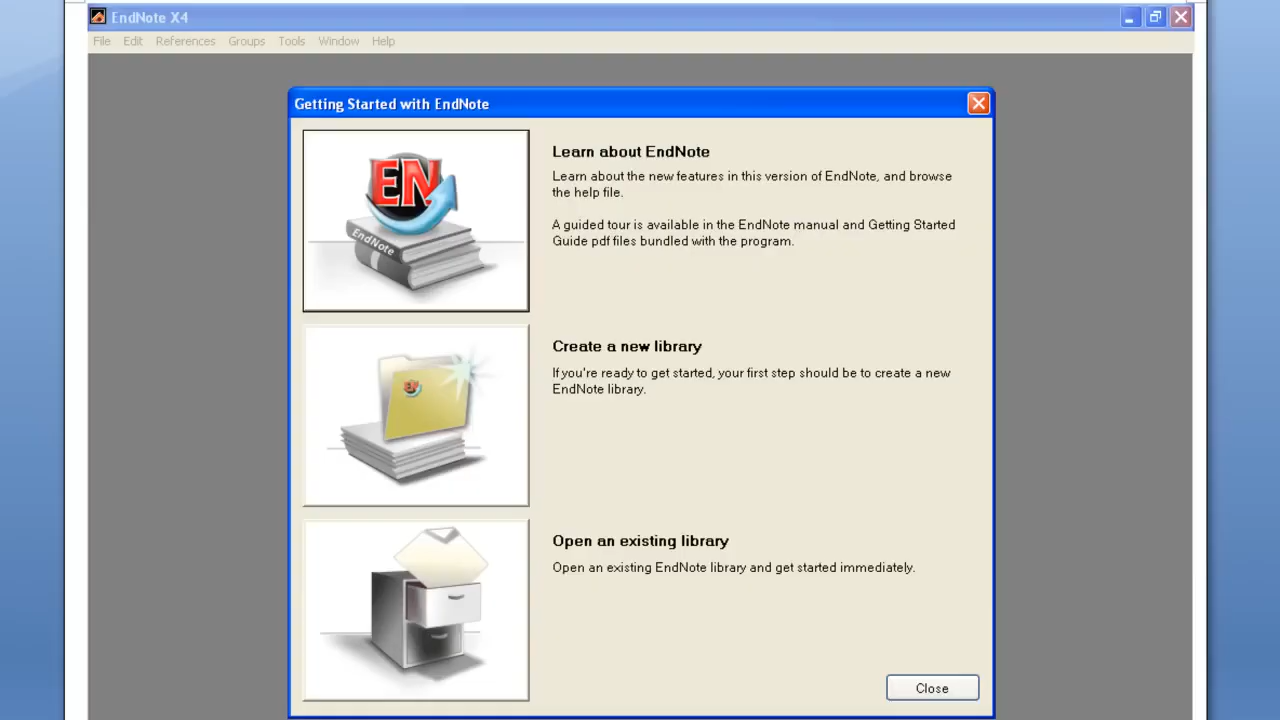 EndNote X4
File Edit References Groups Tools Window Help
Getting Started with EndNote
EN
EndNote
Learn about EndNote
Learn about the new features in this version of EndNote, and browse
the help file.
A guided tour is available in the EndNote manual and Getting Started
Guide pdf files bundled with the program.
Create a new library
If you're ready to get started, your first step should be to create a new
EndNote library.
Open an existing library
Open an existing EndNote library and get started immediately.
Close